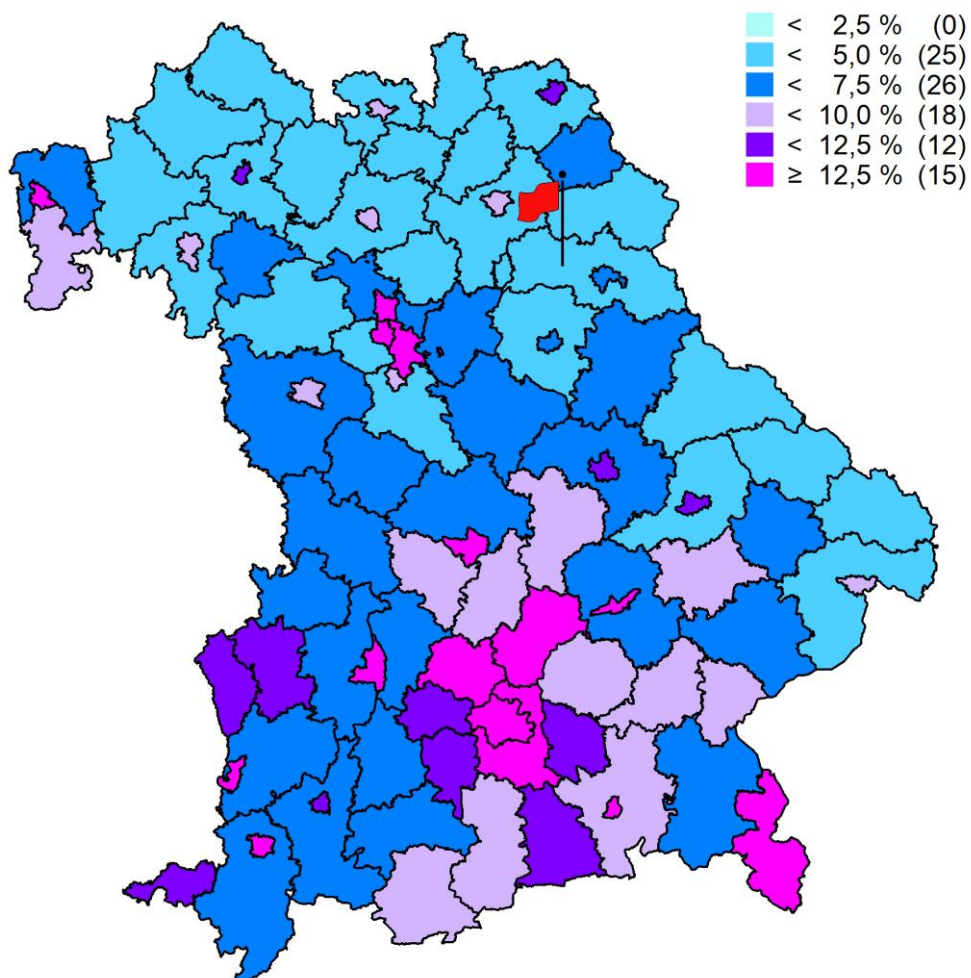 < 2,5 % (0)
< 5,0 % (25)
< 7,5 % (26)
< 10,0 % (18)
< 12,5 % (12)
≥ 12,5 % (15)